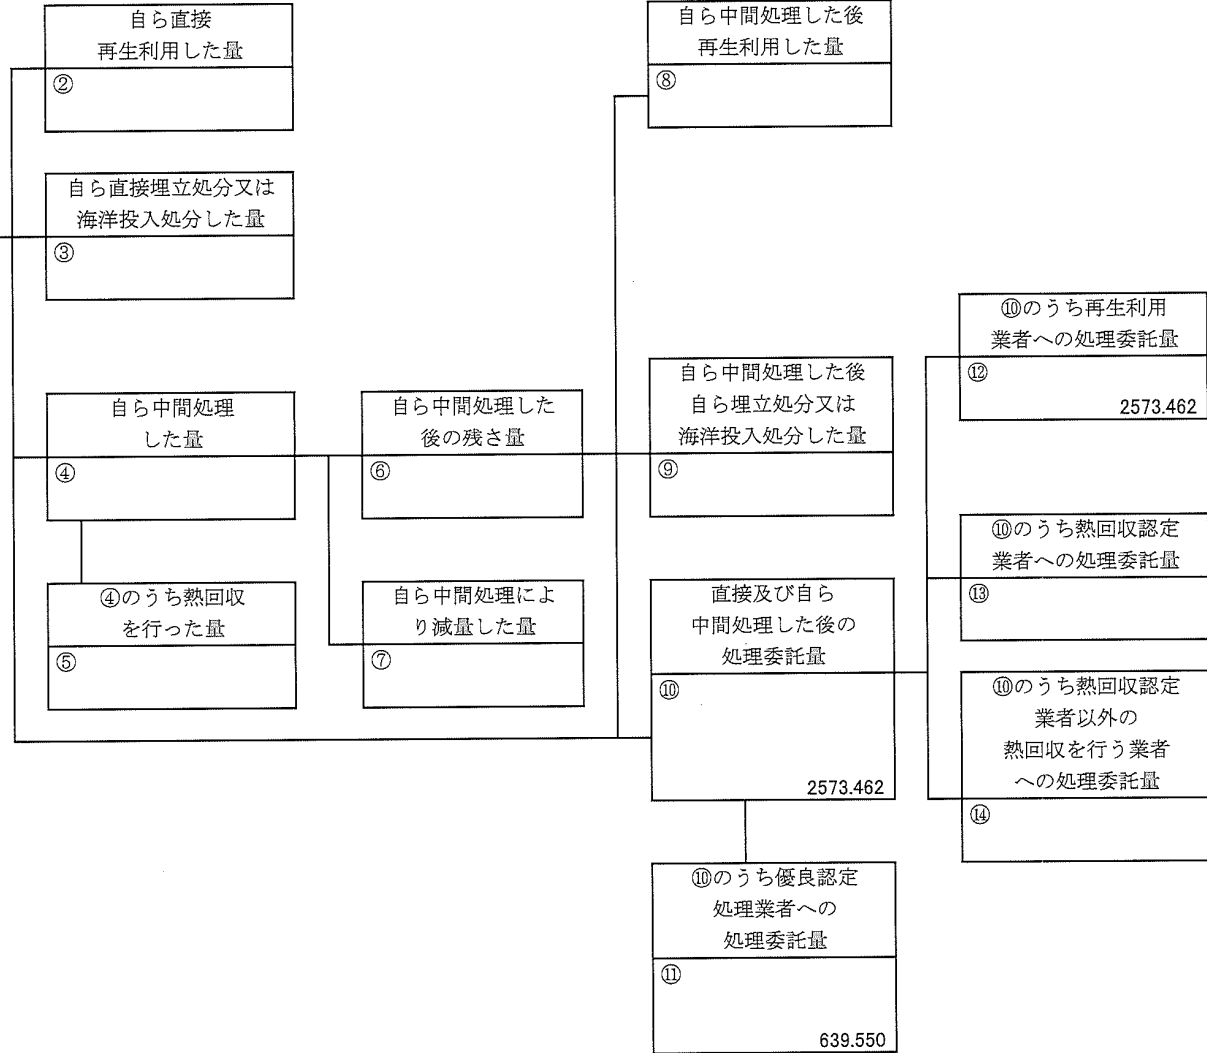 自ら直接
再生利用した量
②
自ら直接埋立処分又は
海洋投入処分した量
③
自ら中間処理
した量
④
④のうち熱回収
を行った量
⑤
自ら中間処理した
後の残さ量
⑥
自ら中間処理によ
り減量した量
⑦
自ら中間処理した後
再生利用した量
⑧
自ら中間処理した後
自ら埋立処分又は
海洋投入処分した量
⑨
直接及び自ら
中間処理した後の
処理委託量
⑩
2573.462
⑩のうち優良認定
処理業者への
処理委託量
⑪
639.550
⑩のうち再生利用
業者への処理委託量
⑫
2573.462
⑩のうち熱回収認定
業者への処理委託量
⑬
⑩のうち熱回収認定
業者以外の
熱回収を行う業者
への処理委託量
⑭